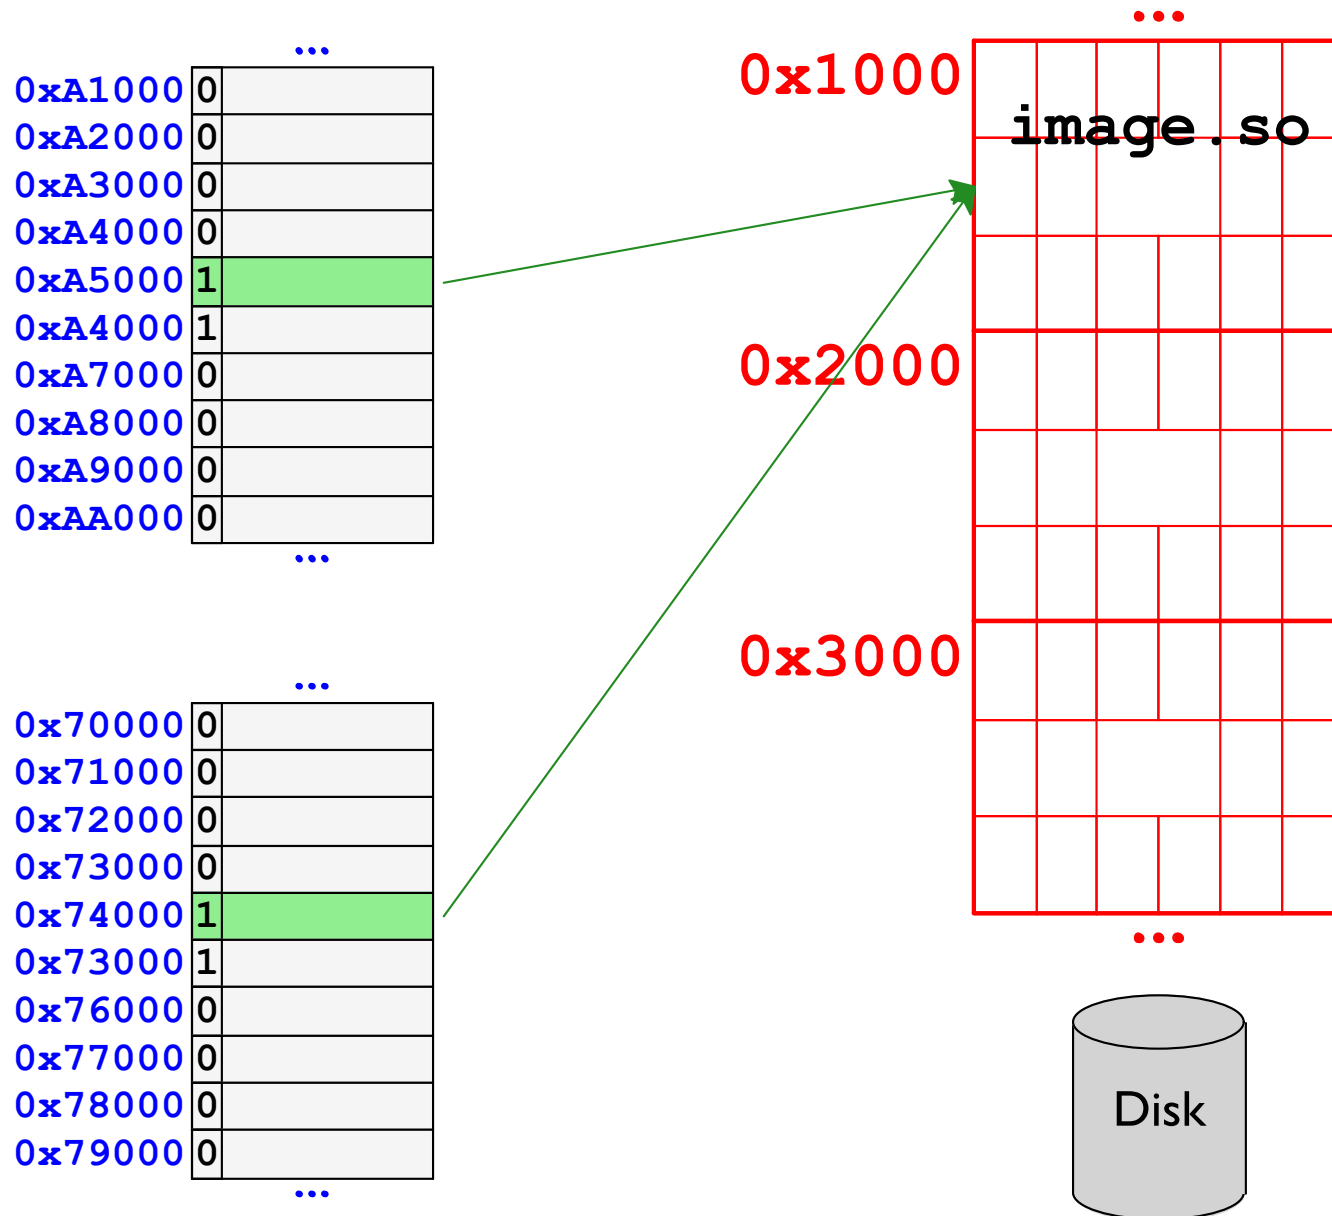 ...
0xA1000 0
0xA2000 0
0xA3000 0
0xA4000 0
0xA5000 1
0xA4000 1
0xA7000 0
0xA8000 0
0xA9000 0
0xAA000 0
...
...
0x70000 0
0x71000 0
0x72000 0
0x73000 0
0x74000 1
0x73000 1
0x76000 0
0x77000 0
0x78000 0
0x79000 0
...
...
0x1000
image.so
0x2000
0x3000
...
Disk